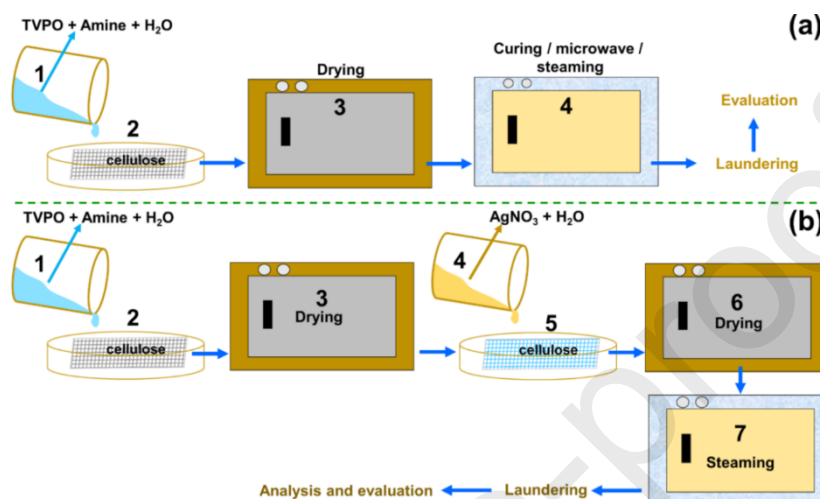 TVPO + Amine + H₂O
(a)
1
2
cellulose
Drying
3
Curing / microwave /
steaming
4
Evaluation
Laundering
TVPO + Amine + H₂O
AgNO₃ + H₂O
(b)
1
2
cellulose
3
Drying
4
5
cellulose
6
Drying
7
Steaming
Analysis and evaluation
Laundering